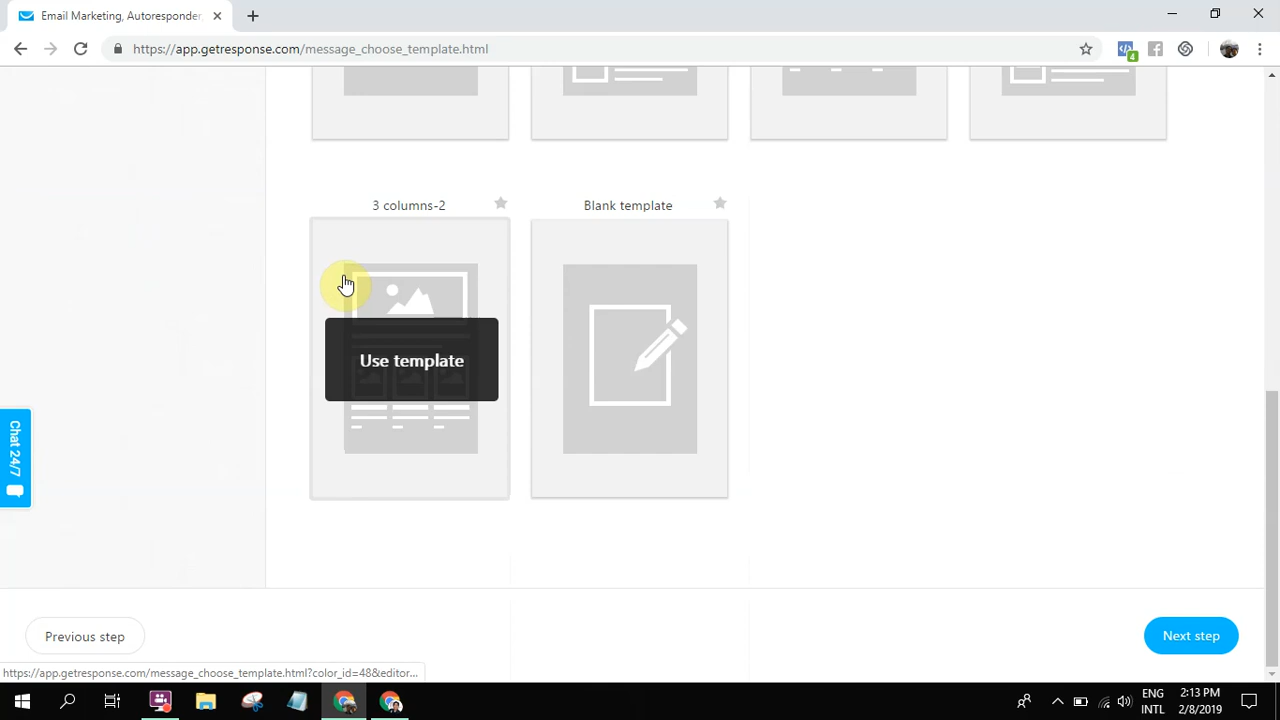 Email Marketing, Autoresponder,
https://app.getresponse.com/message_choose_template.html
4
3 columns-2
Blank template
Use template
Chat 24/7
Previous step
Next step
https://app.getresponse.com/message_choose_template.html?color_id=48&editor...
ENG
INTL
2:13 PM
2/8/2019